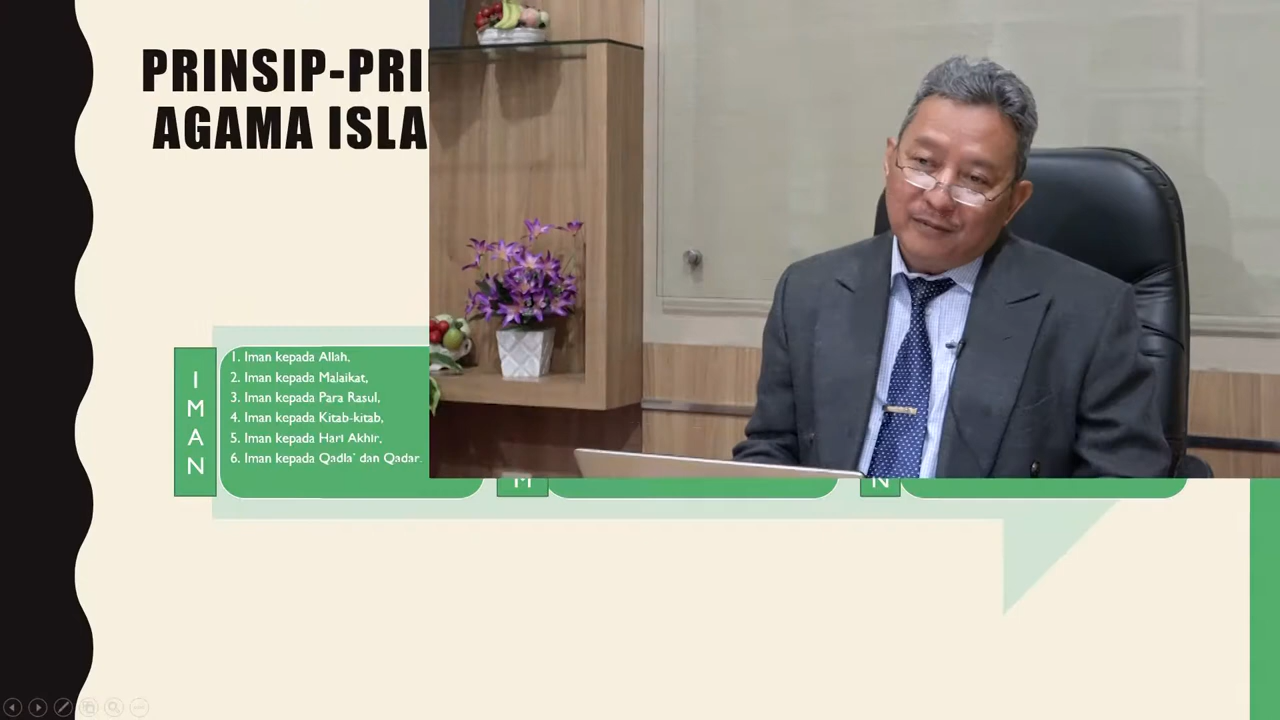 PRINSIP-PRI
AGAMA ISLA
I
M
A
N
1. Iman kepada Allah,
2. Iman kepada Malaikat,
3. Iman kepada Para Rasul,
4. Iman kepada Kitab-kitab,
5. Iman kepada Hari Akhir,
6. Iman kepada Qadla' dan Qadar.
M
N